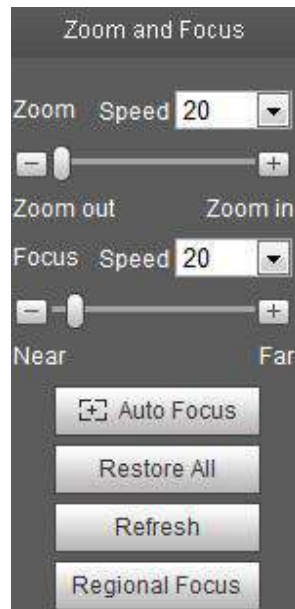 Zoom and Focus
Zoom Speed 20
Zoom out Zoom in
Focus Speed 20
Near Far
Auto Focus
Restore All
Refresh
Regional Focus